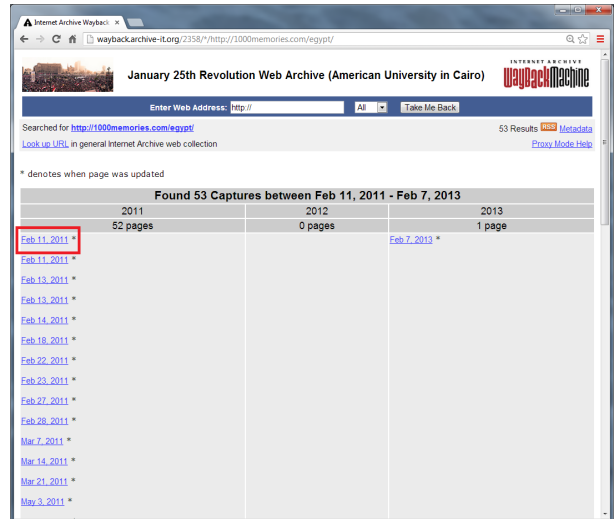 Internet Archive Wayback
wayback.archive-it.org/2358/*/http://1000memories.com/egypt/
January 25th Revolution Web Archive (American University in Cairo)
INTERNET ARCHIVE
WayBackMachine
Enter Web Address: http:// All Take Me Back
Searched for http://1000memories.com/egypt/ 53 Results RSS Metadata
Look up URL in general Internet Archive web collection Proxy Mode Help
* denotes when page was updated
Found 53 Captures between Feb 11, 2011 - Feb 7, 2013
2011 2012 2013
52 pages 0 pages 1 page
Feb 11, 2011 * Feb 7, 2013 *
Feb 11, 2011 *
Feb 13, 2011 *
Feb 13, 2011 *
Feb 14, 2011 *
Feb 18, 2011 *
Feb 22, 2011 *
Feb 23, 2011 *
Feb 27, 2011 *
Feb 28, 2011 *
Mar 7, 2011 *
Mar 14, 2011 *
Mar 21, 2011 *
May 3, 2011 *